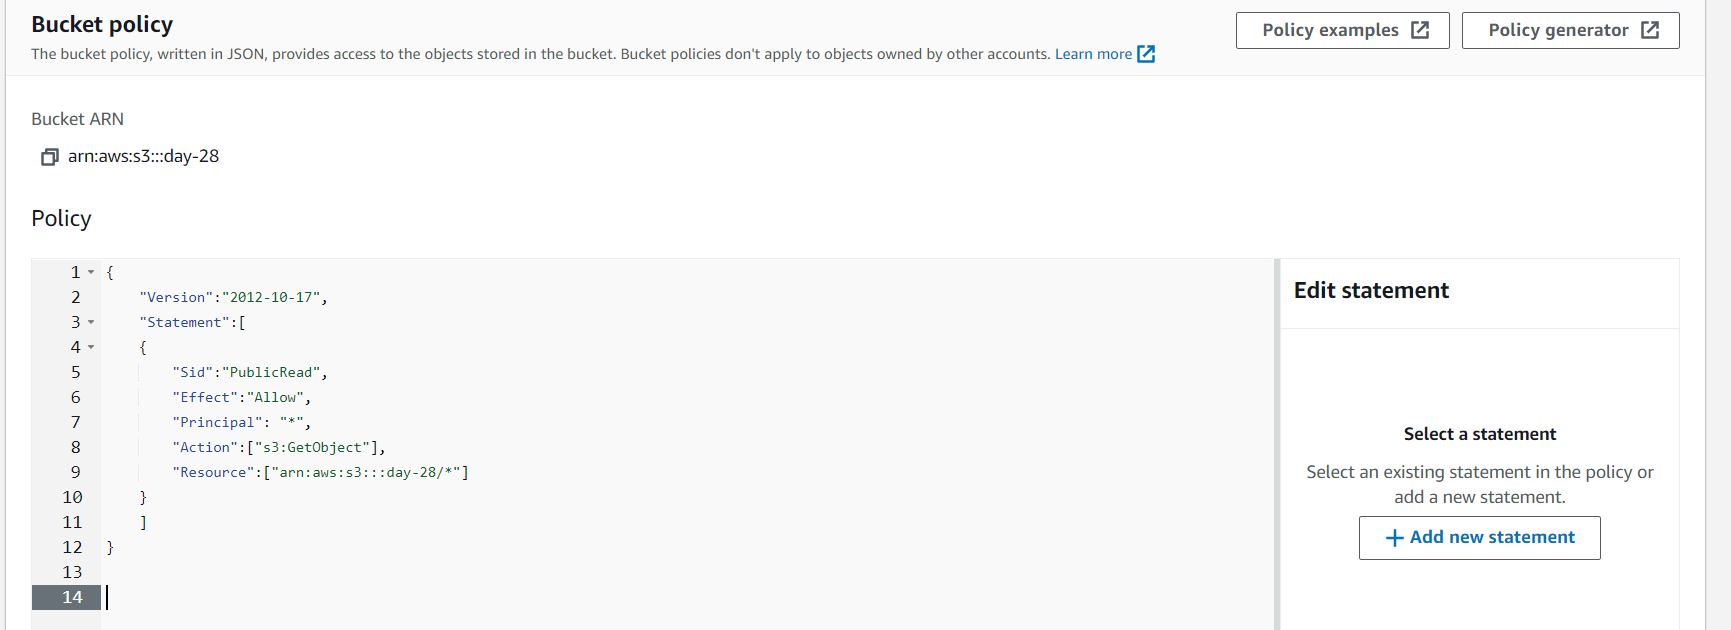 Bucket policy
Policy examples
Policy generator
The bucket policy, written in JSON, provides access to the objects stored in the bucket. Bucket policies don't apply to objects owned by other accounts. Learn more
Bucket ARN
arn:aws:s3:::day-28
Policy
1 {
2 "Version":"2012-10-17",
3 "Statement":[
4 {
5 "Sid":"PublicRead",
6 "Effect":"Allow",
7 "Principal": "*",
8 "Action":["s3:GetObject"],
9 "Resource":["arn:aws:s3:::day-28/*"]
10 }
11 ]
12 }
13
14
Edit statement
Select a statement
Select an existing statement in the policy or
add a new statement.
+ Add new statement